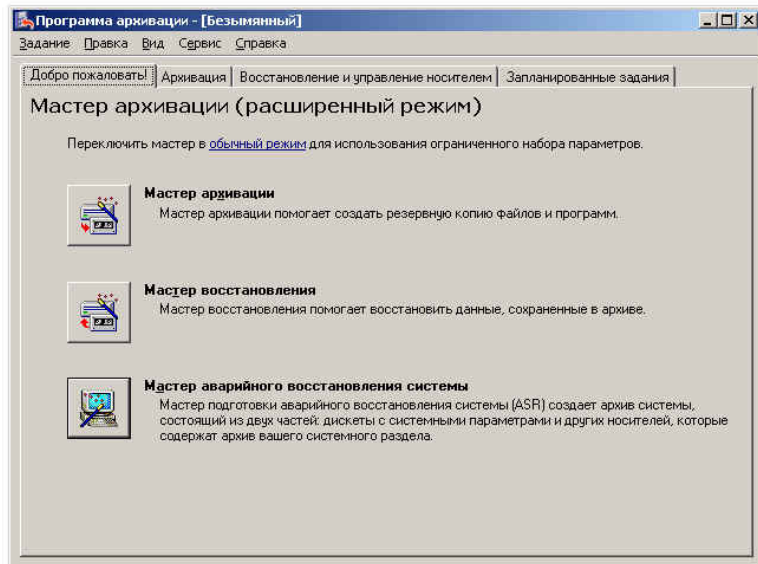 Программа архивации - [Безымянный]
Задание Правка Вид Сервис Справка
Добро пожаловать! Архивация Восстановление и управление носителем Запланированные задания
Мастер архивации (расширенный режим)
Переключить мастер в обычный режим для использования ограниченного набора параметров.
Мастер архивации
Мастер архивации помогает создать резервную копию файлов и программ.
Мастер восстановления
Мастер восстановления помогает восстановить данные, сохраненные в архиве.
Мастер аварийного восстановления системы
Мастер подготовки аварийного восстановления системы (ASR) создает архив системы,
состоящий из двух частей: дискеты с системными параметрами и других носителей, которые
содержат архив вашего системного раздела.